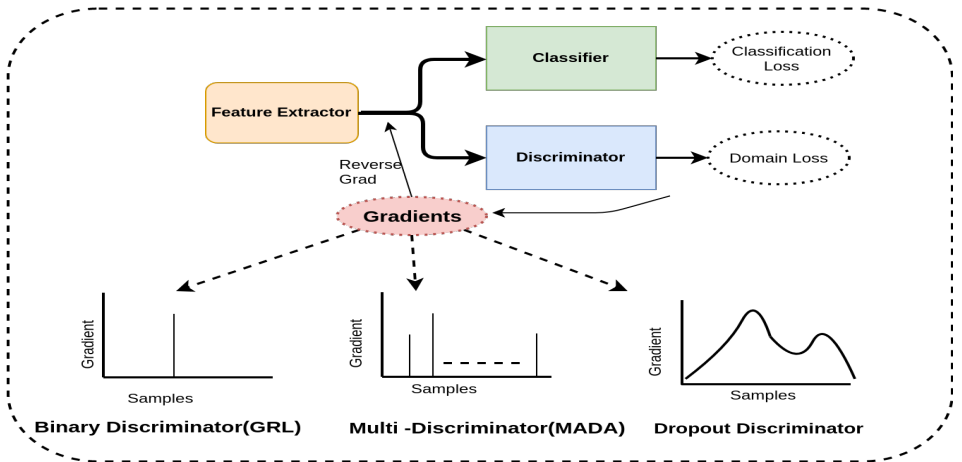 Feature Extractor
Classifier
Classification
Loss
Discriminator
Domain Loss
Reverse
Grad
Gradients
Gradient
Samples
Binary Discriminator(GRL)
Gradient
Samples
Multi -Discriminator(MADA)
Gradient
Samples
Dropout Discriminator